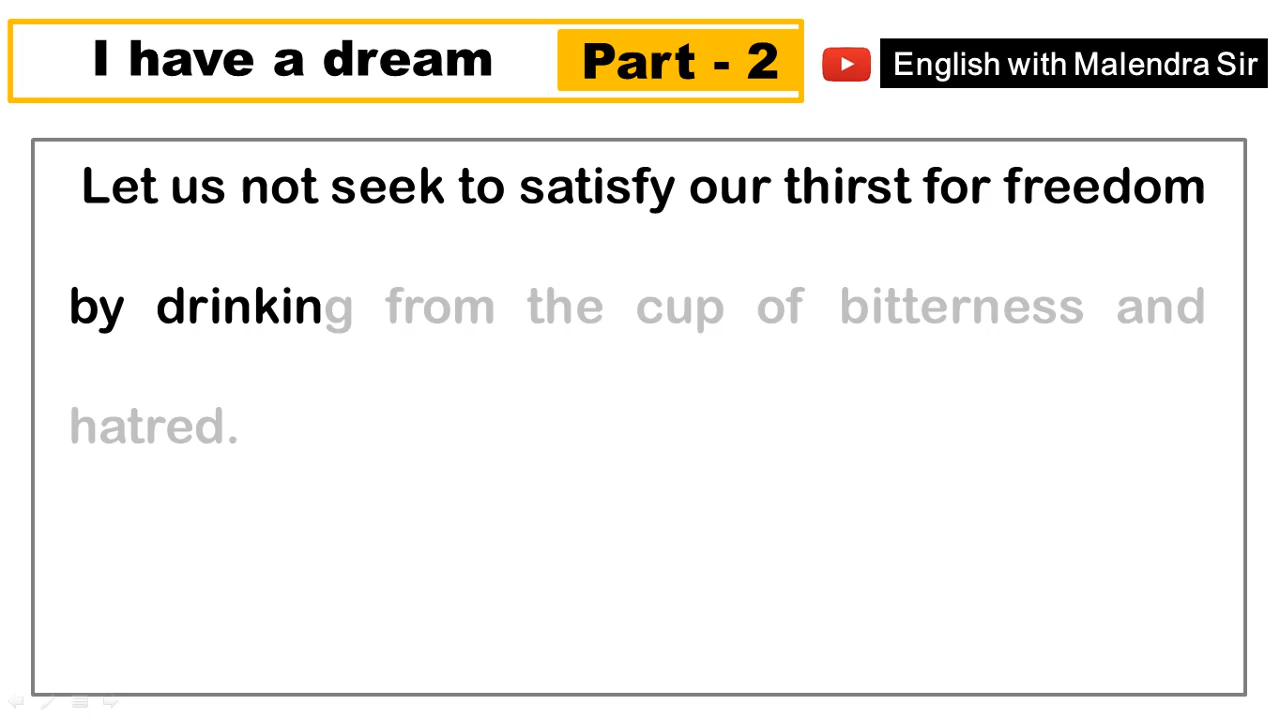 I have a dream
Part - 2
English with Malendra Sir
Let us not seek to satisfy our thirst for freedom
by drinking from the cup of bitterness and
hatred.